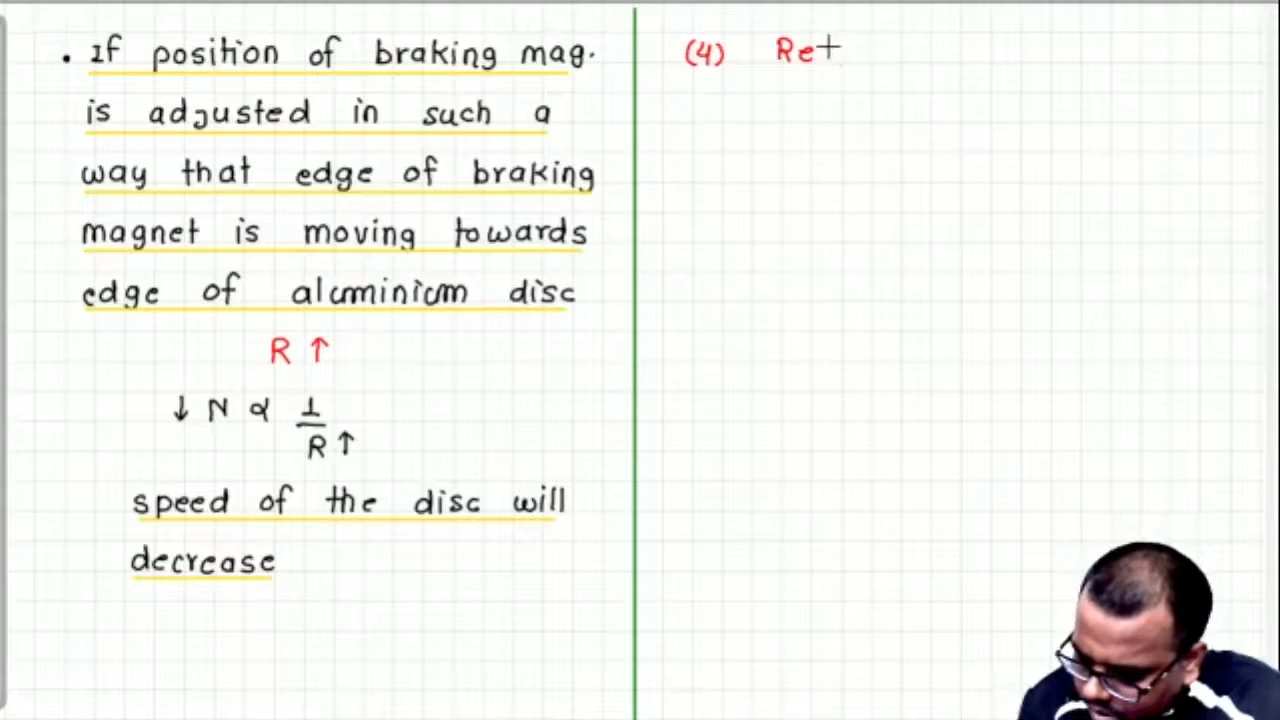 . If position of braking mag.
is adjusted in such a
way that edge of braking
magnet is moving towards
edge of aluminium disc
R ↑
↓ N ∝ 1/R ↑
speed of the disc will
decrease
(4) Ret